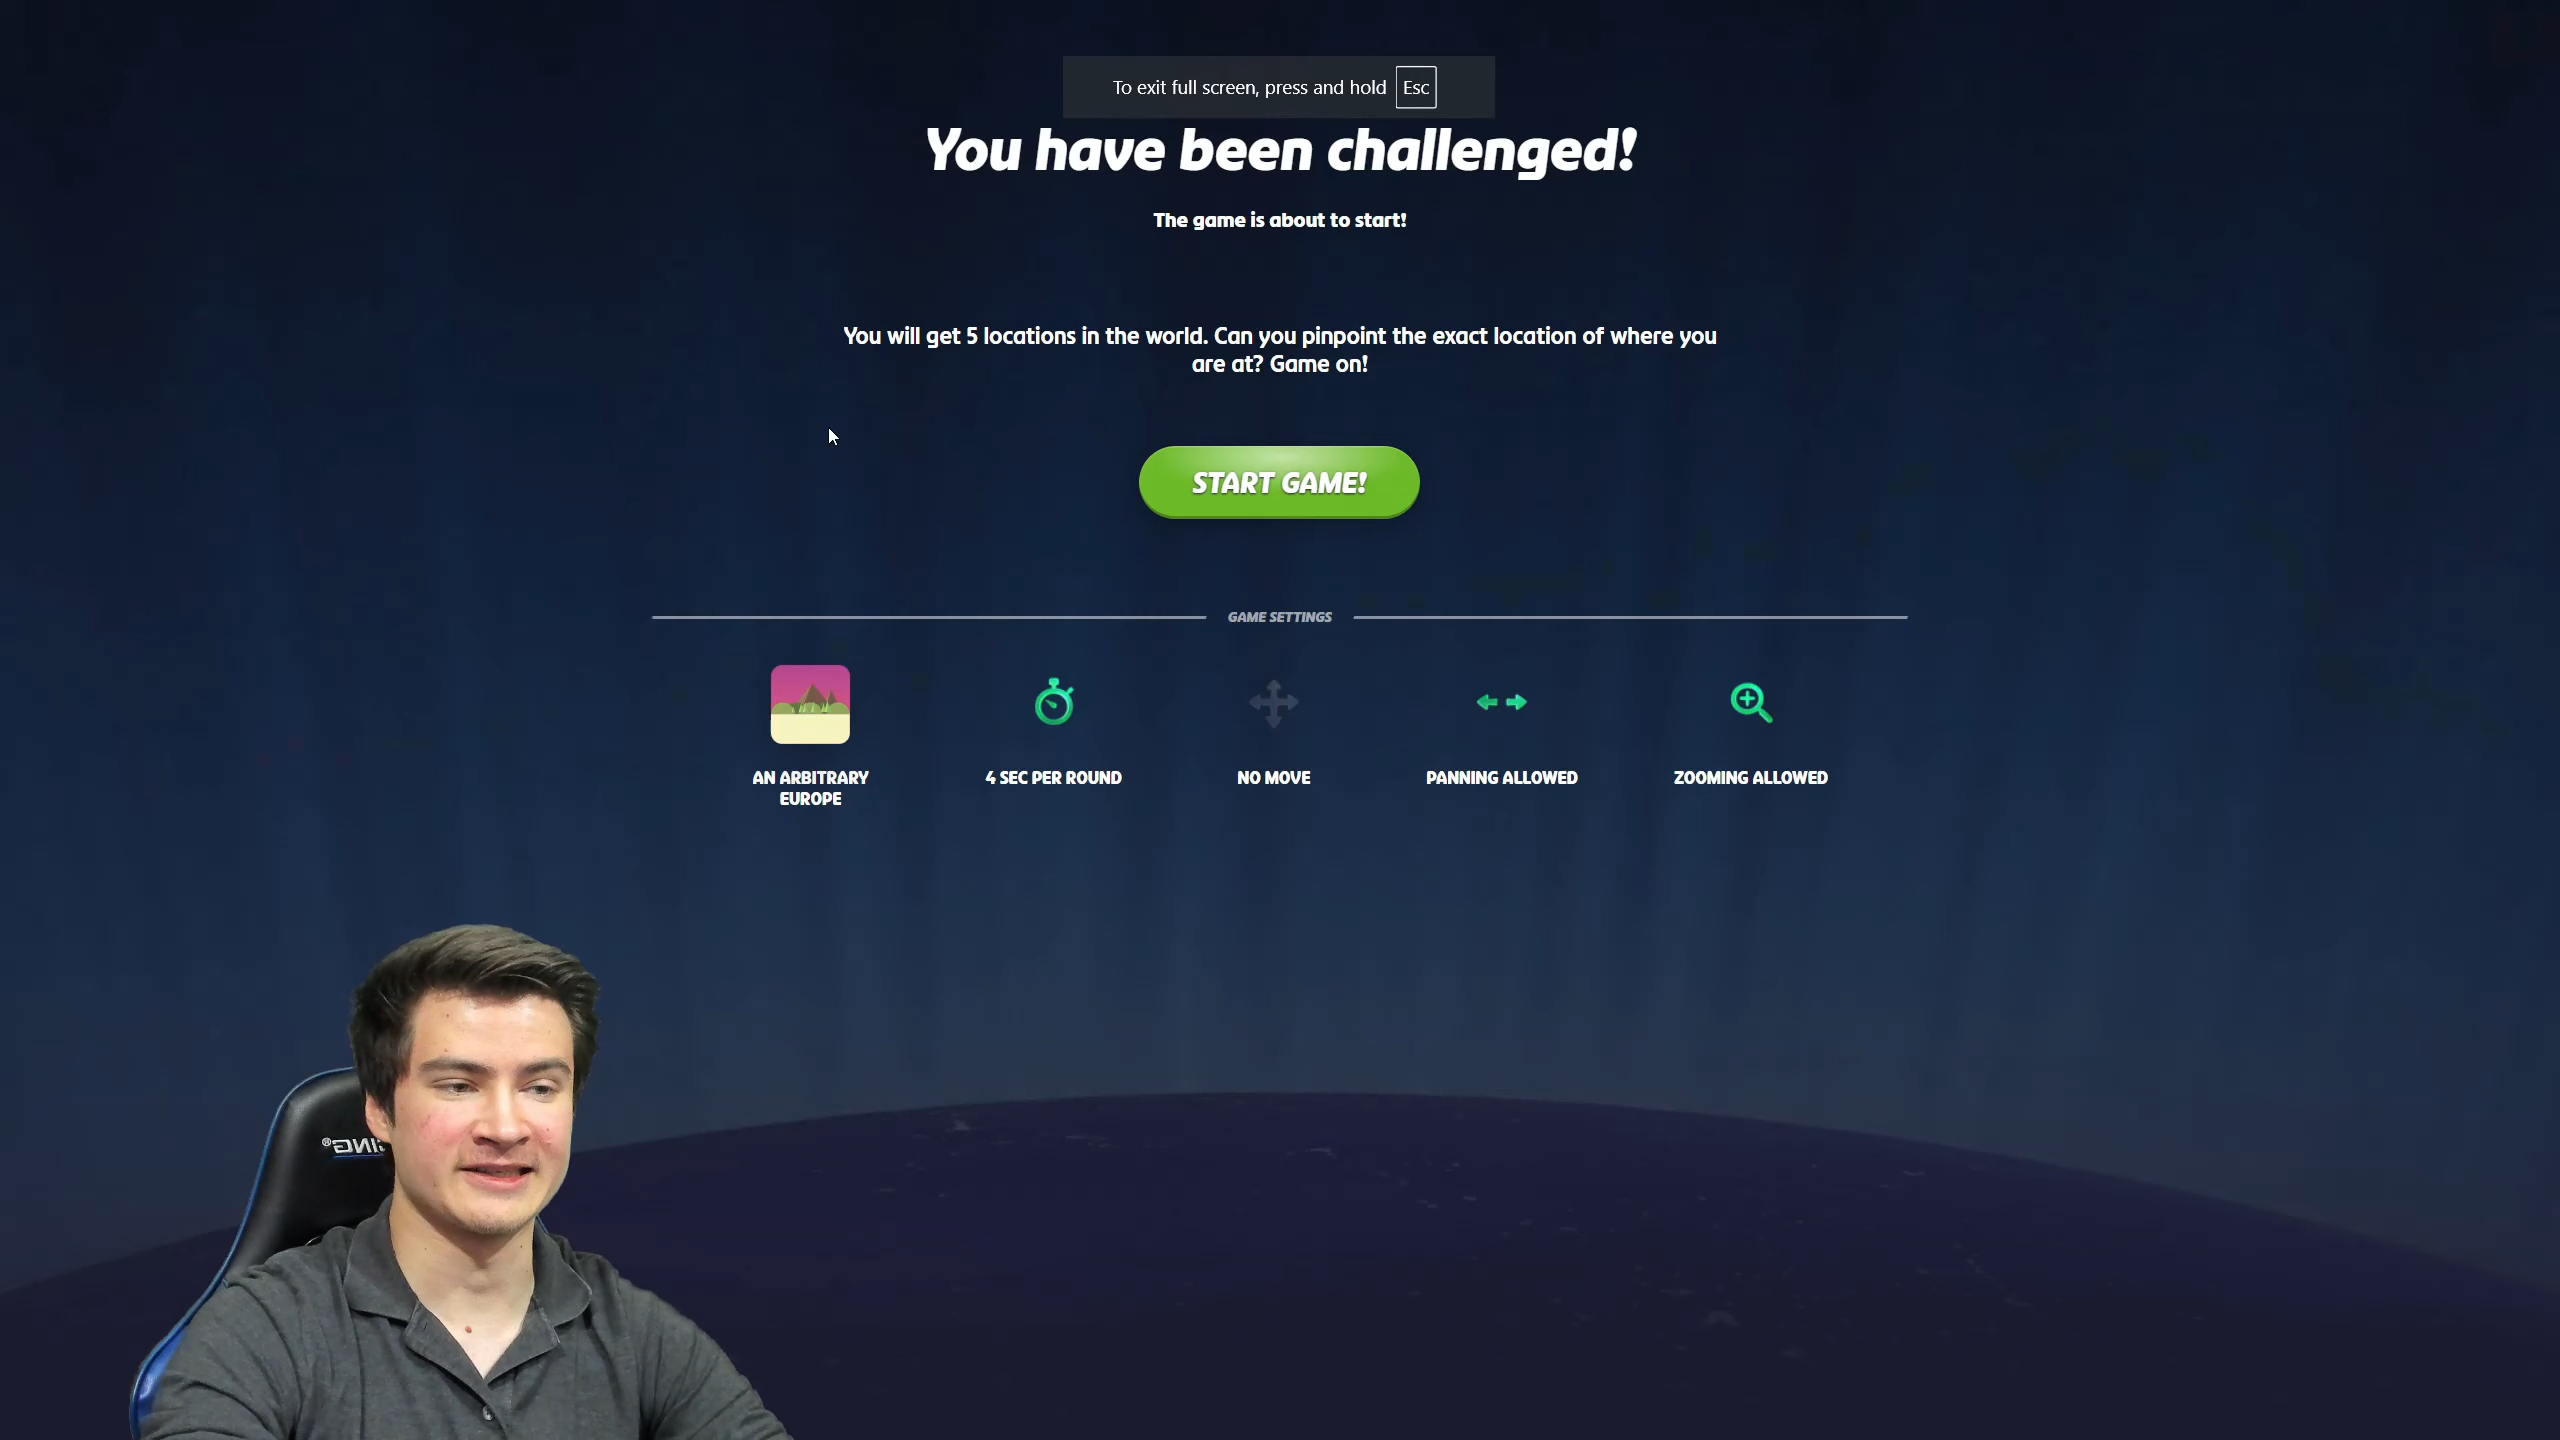 To exit full screen, press and hold Esc
You have been challenged!
The game is about to start!
You will get 5 locations in the world. Can you pinpoint the exact location of where you
are at? Game on!
START GAME!
GAME SETTINGS
AN ARBITRARY
EUROPE
4 SEC PER ROUND
NO MOVE
PANNING ALLOWED
ZOOMING ALLOWED